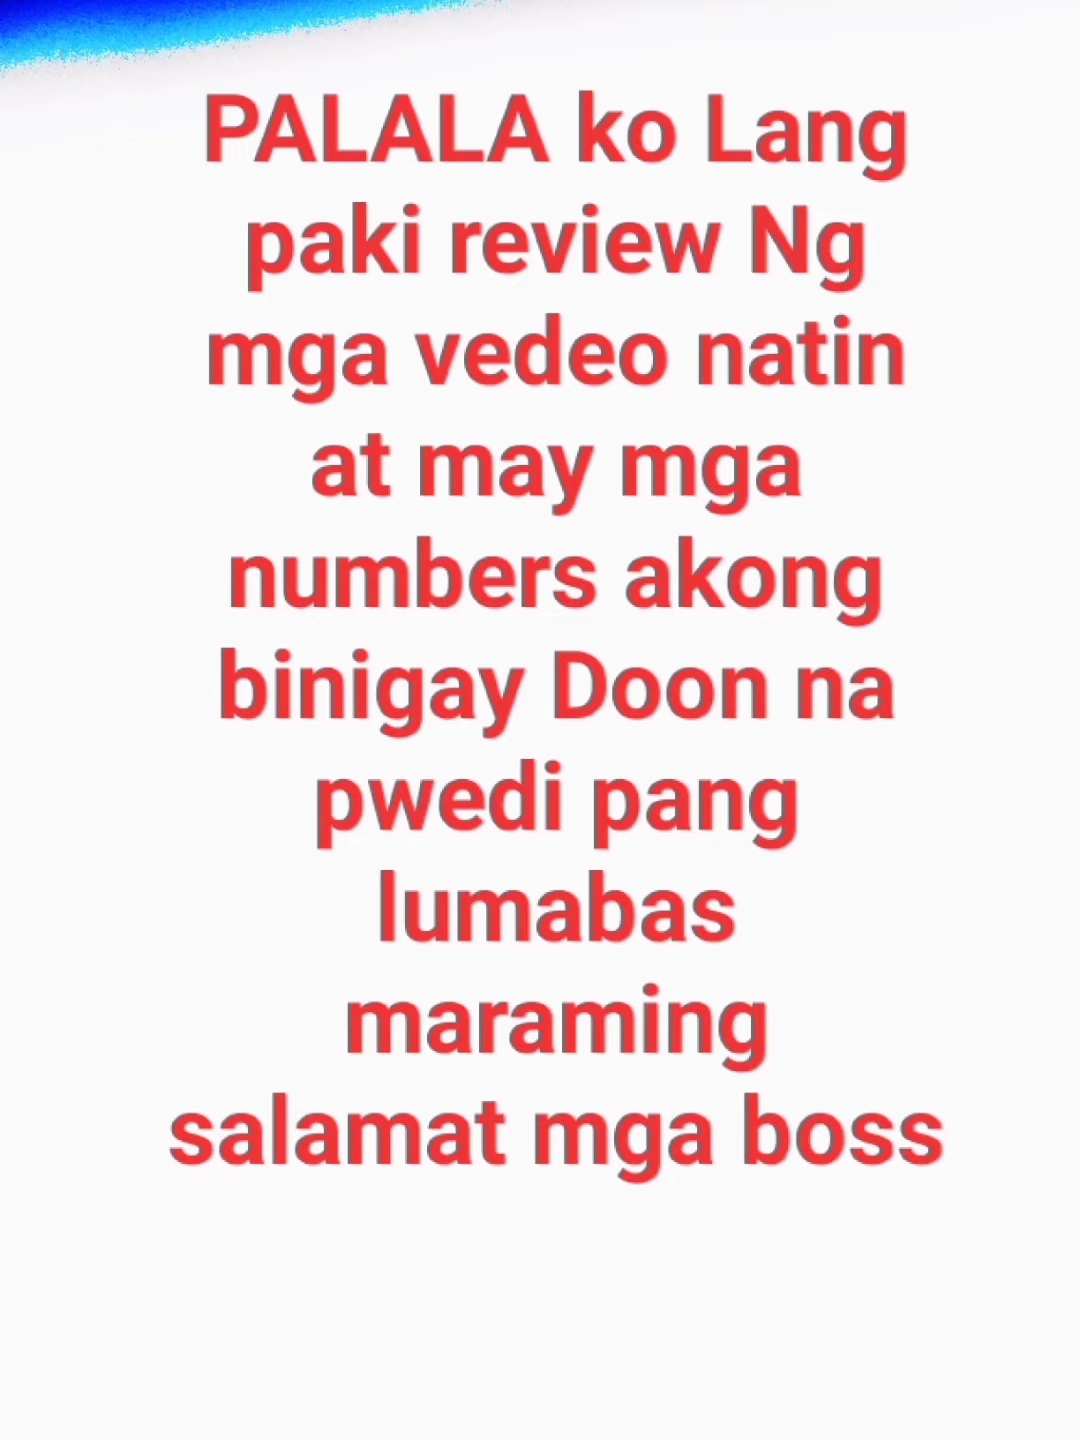 PALALA ko Lang
paki review Ng
mga vedeo natin
at may mga
numbers akong
binigay Doon na
pwedi pang
lumabas
maraming
salamat mga boss